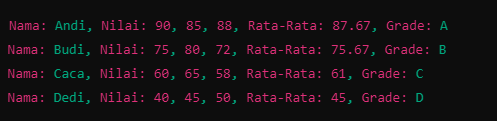 Nama: Andi, Nilai: 90, 85, 88, Rata-Rata: 87.67, Grade: A
Nama: Budi, Nilai: 75, 80, 72, Rata-Rata: 75.67, Grade: B
Nama: Caca, Nilai: 60, 65, 58, Rata-Rata: 61, Grade: C
Nama: Dedi, Nilai: 40, 45, 50, Rata-Rata: 45, Grade: D